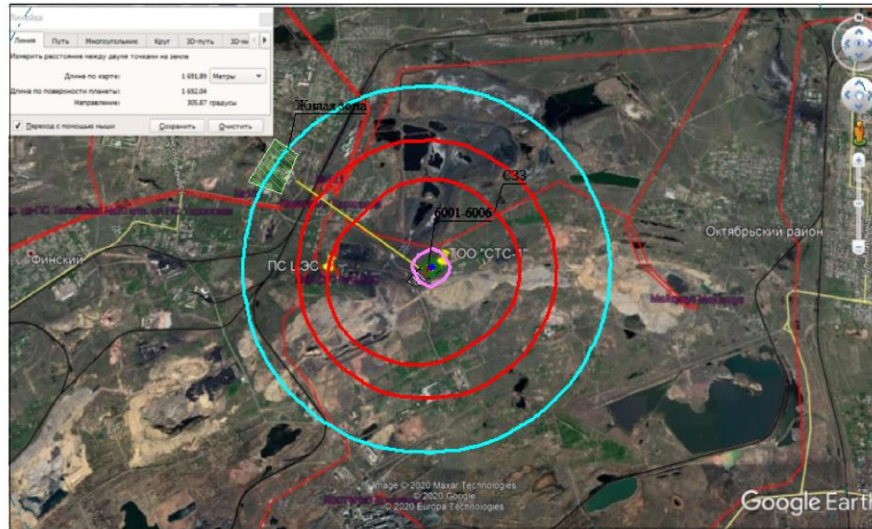 Линейка
Линия Путь Многоугольник Круг 3D-путь
Измерить расстояние между двумя точками на земле
Длина по карте: 1 691,89 Метры
Длина по поверхности планеты: 1 692,04
Направление: 305,87 градусы
Переход с помощью мыши Сохранить Очистить
Жилая зона
СЗЗ
6001-6006
Октябрьский район
Финский
ПС ЦЭС
ТОО "СТС-
Image © 2020 Maxar Technologies
© 2020 Google
© 2020 Europa Technologies
Google Earth